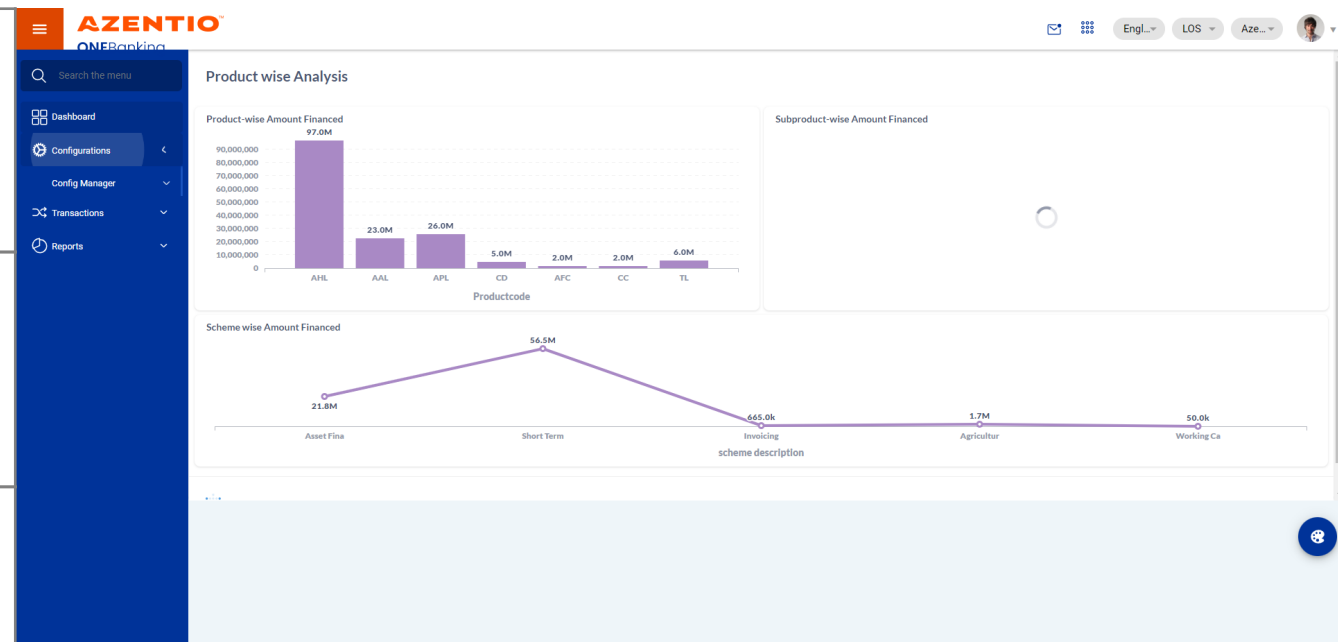 AZENTIO
ONEBanking
Engl...
LOS
Aze...
Search the menu
Dashboard
Configurations
Config Manager
Transactions
Reports
Product wise Analysis
Product-wise Amount Financed
97.0M
90,000,000
80,000,000
70,000,000
60,000,000
50,000,000
40,000,000
30,000,000
20,000,000
10,000,000
0
23.0M
26.0M
5.0M
2.0M
2.0M
6.0M
AHL AAL APL CD AFC CC TL
Productcode
Subproduct-wise Amount Financed
Scheme wise Amount Financed
56.5M
21.8M
665.0k
1.7M
50.0k
Asset Fina Short Term Invoicing Agricultur Working Ca
scheme description